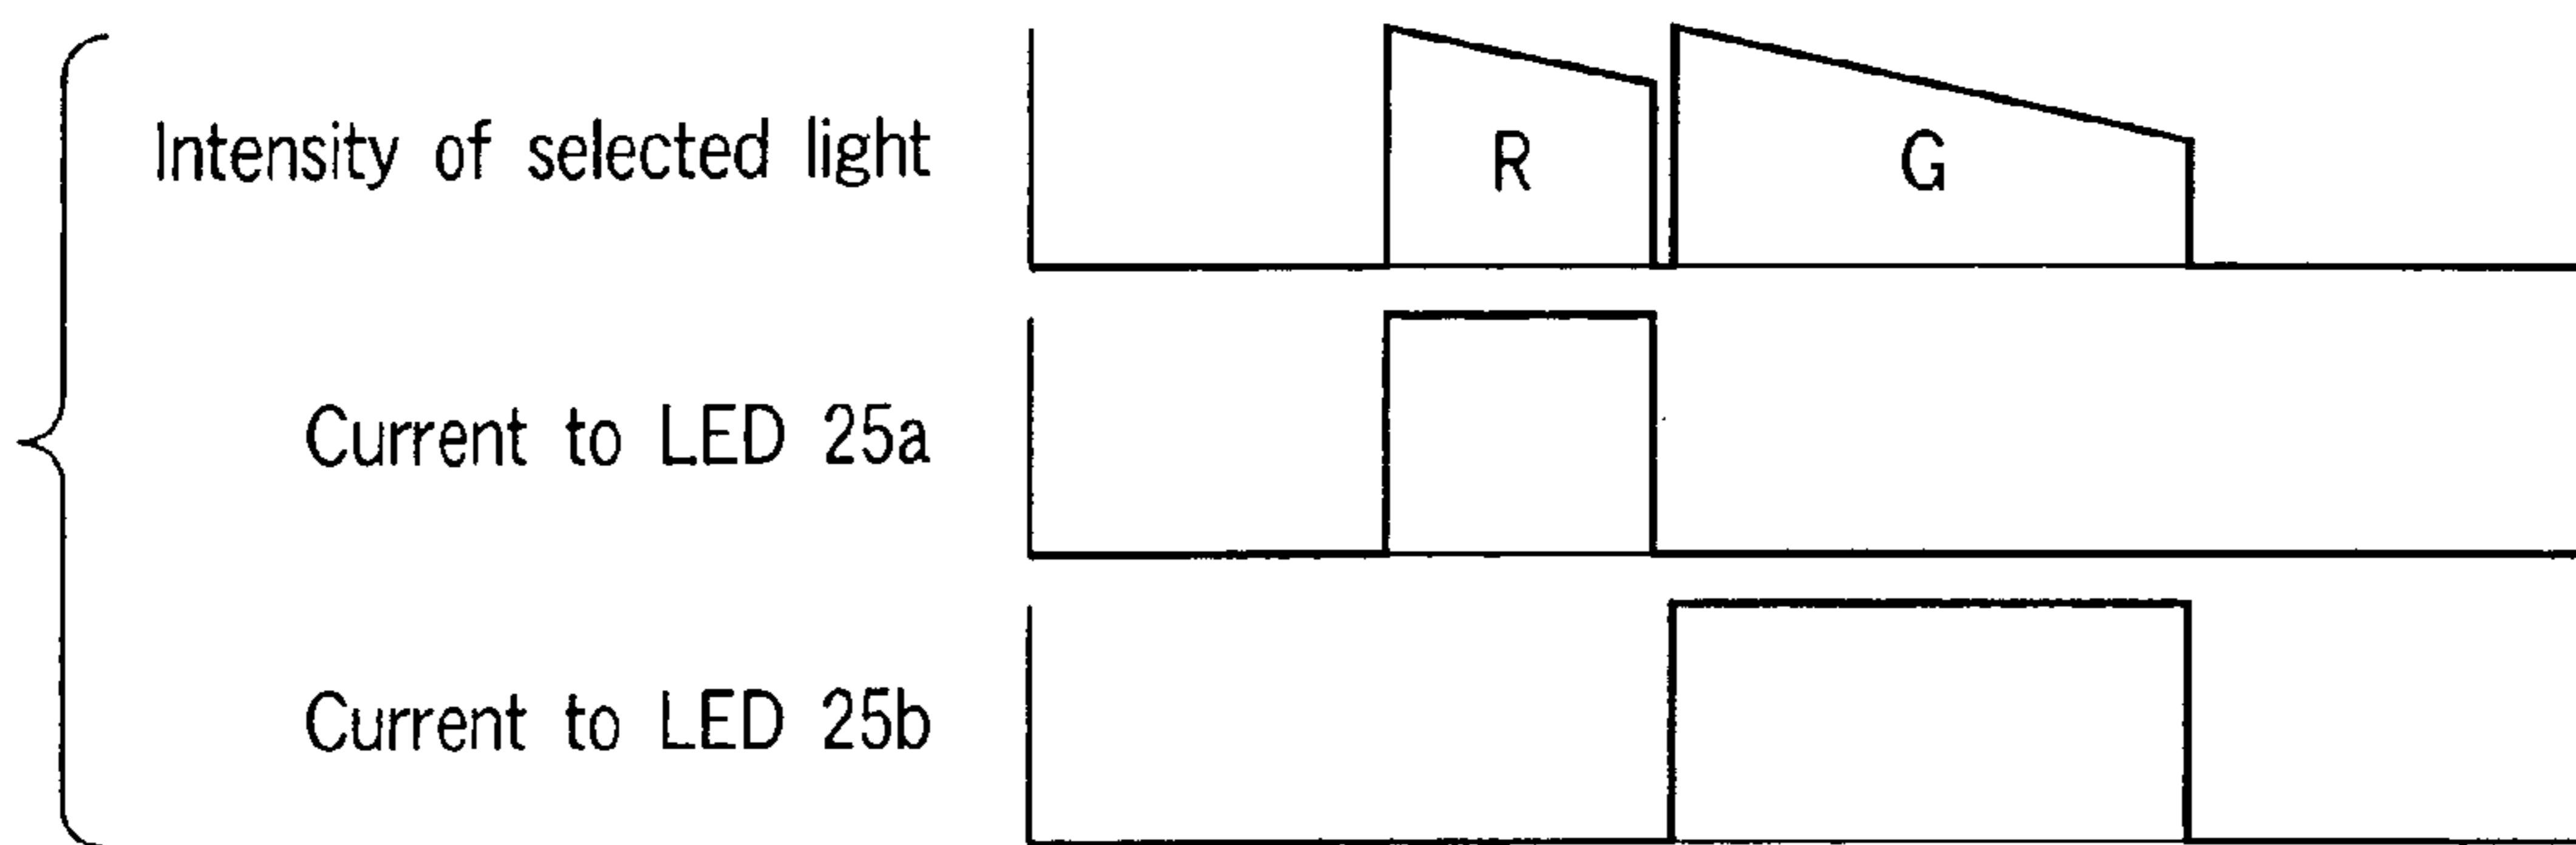 Intensity of selected light
R
G
Current to LED 25a
Current to LED 25b